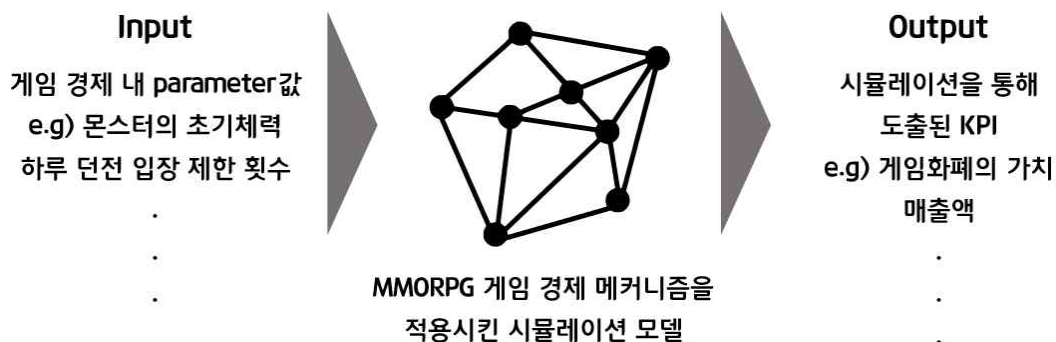 Input
게임 경제 내 parameter값
e.g) 몬스터의 초기체력
하루 던전 입장 제한 횟수
.
.
.
MMORPG 게임 경제 메커니즘을
적용시킨 시뮬레이션 모델
Output
시뮬레이션을 통해
도출된 KPI
e.g) 게임화폐의 가치
매출액
.
.
.